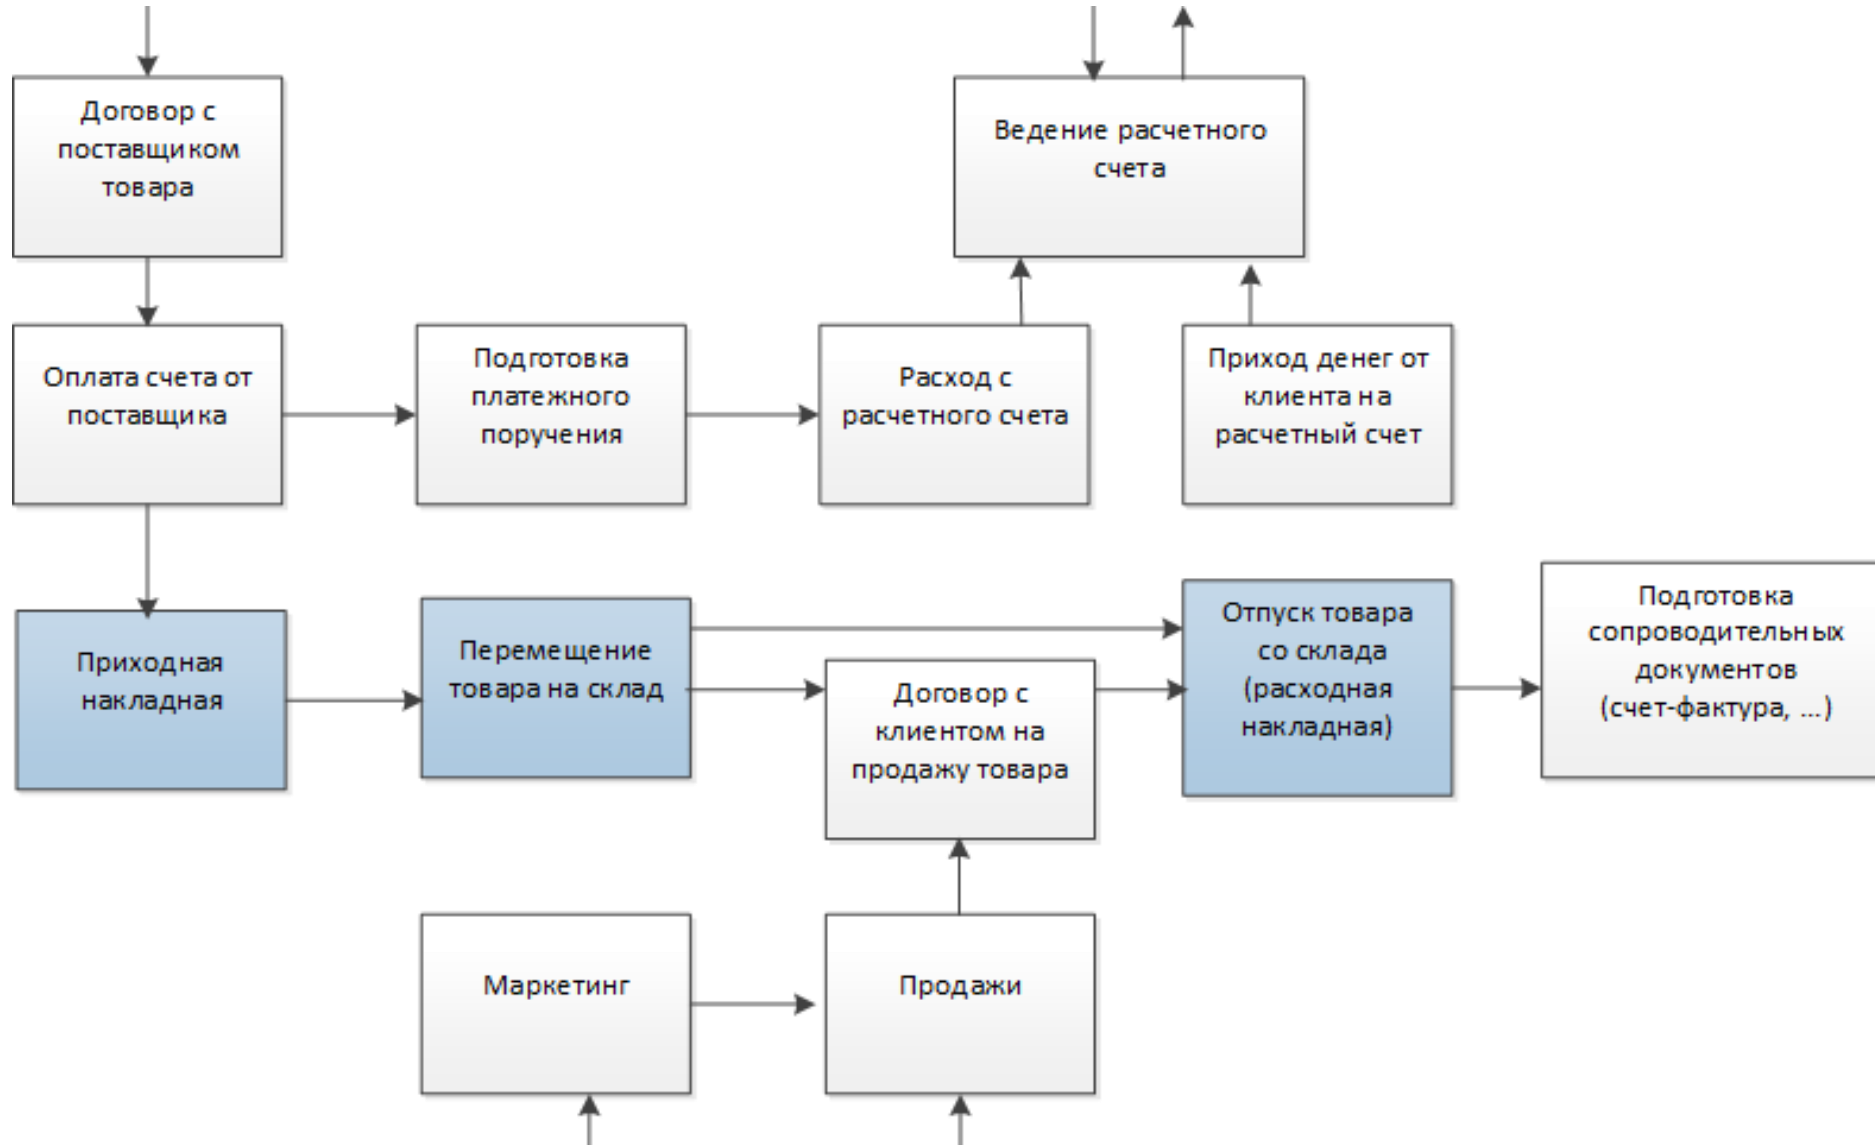 Договор с
поставщиком
товара
Ведение расчетного
счета
Оплата счета от
поставщика
Подготовка
платежного
поручения
Расход с
расчетного счета
Приход денег от
клиента на
расчетный счет
Приходная
накладная
Перемещение
товара на склад
Договор с
клиентом на
продажу товара
Отпуск товара
со склада
(расходная
накладная)
Подготовка
сопроводительных
документов
(счет-фактура, ...)
Маркетинг
Продажи